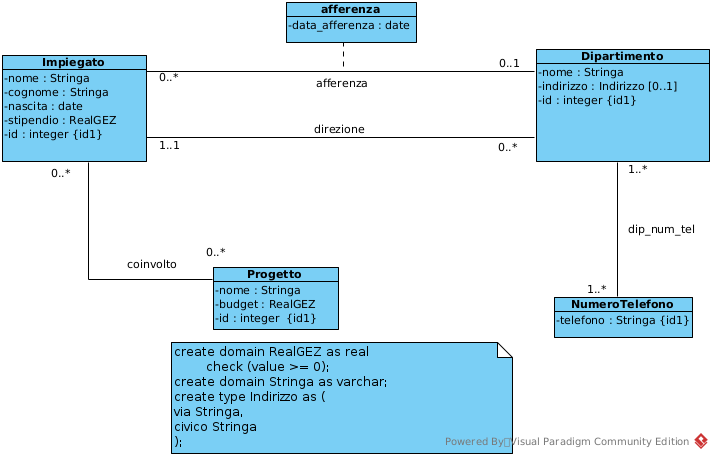 afferenza
-data_afferenza : date
Impiegato
-nome : Stringa
-cognome : Stringa
-nascita : date
-stipendio : RealGEZ
-id : integer {id1}
0..*
0..1
afferenza
Dipartimento
-nome : Stringa
-indirizzo : Indirizzo [0..1]
-id : integer {id1}
direzione
1..1
0..*
0..*
1..*
dip_num_tel
0..*
coinvolto
Progetto
-nome : Stringa
-budget : RealGEZ
-id : integer  {id1}
1..*
NumeroTelefono
-telefono : Stringa {id1}
create domain RealGEZ as real
check (value >= 0);
create domain Stringa as varchar;
create type Indirizzo as (
via Stringa,
civico Stringa
);
Powered By Visual Paradigm Community Edition